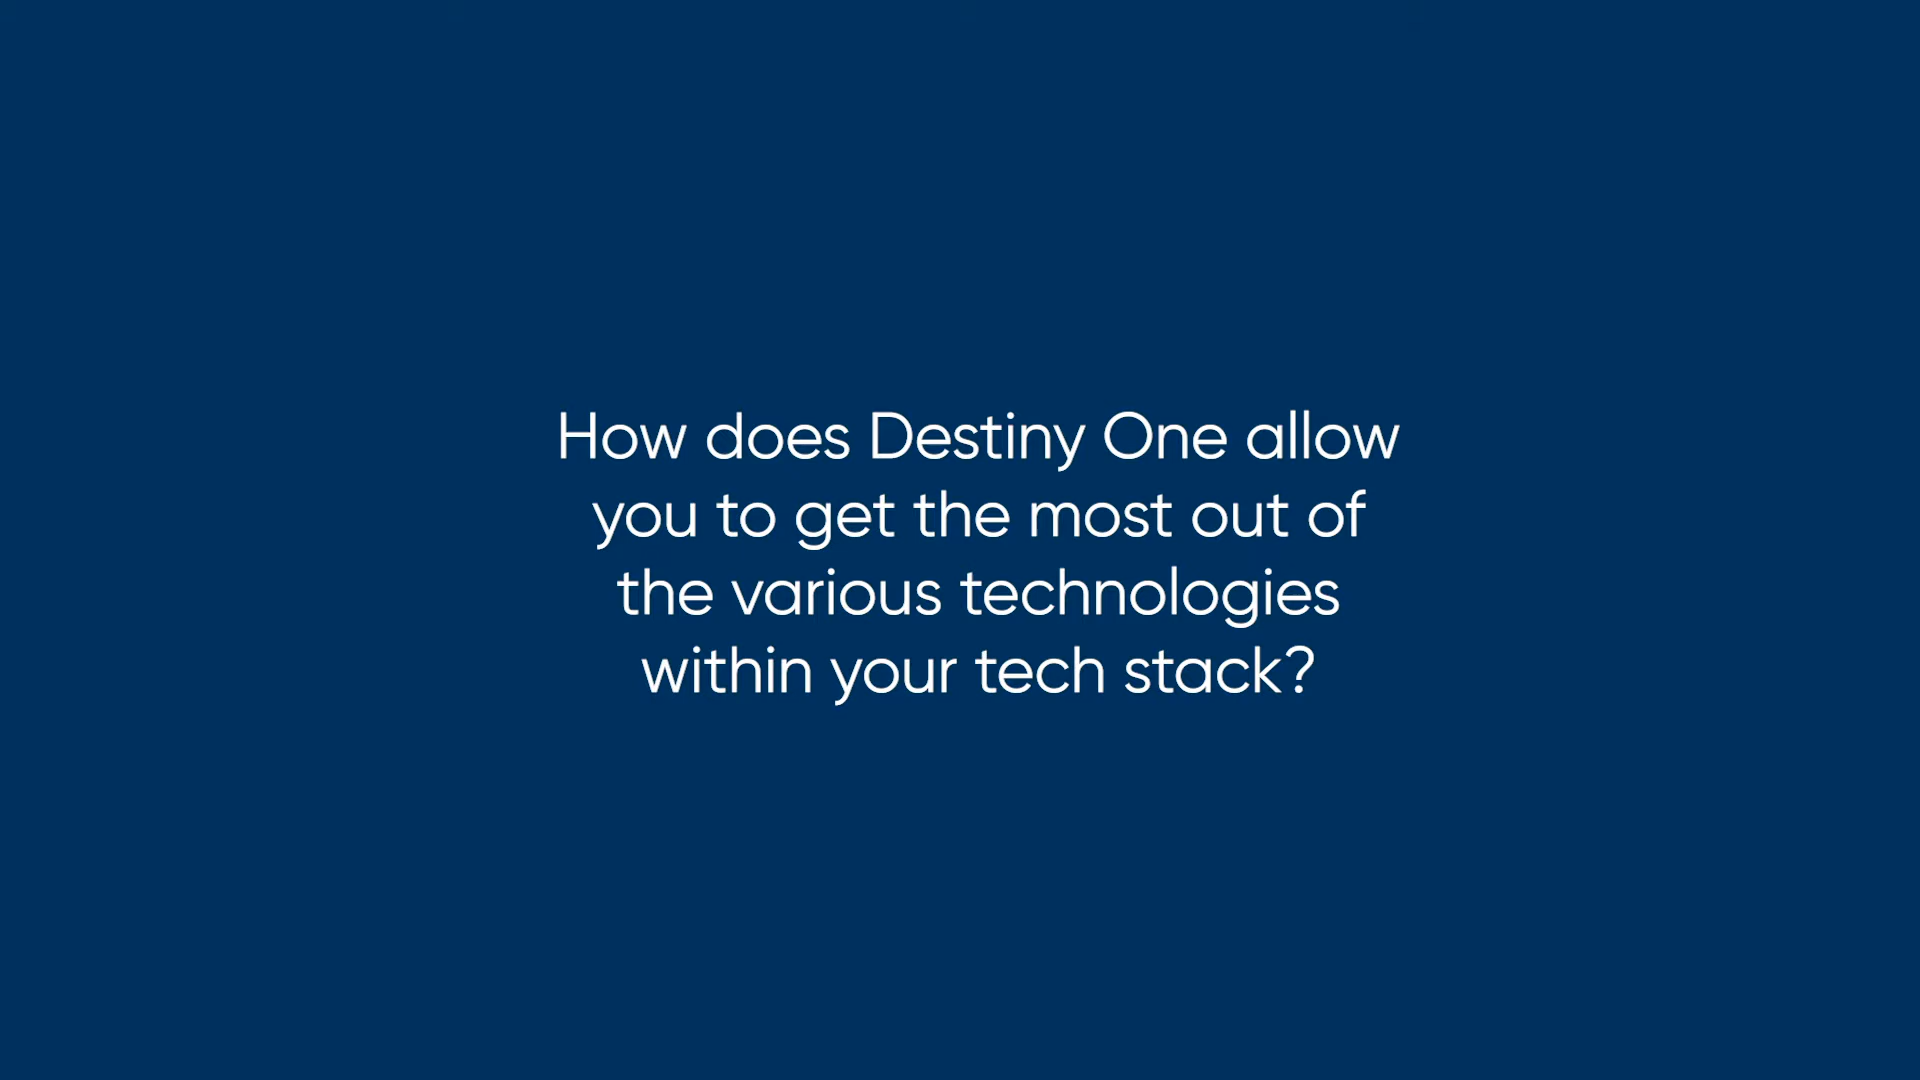 How does Destiny One allow
you to get the most out of
the various technologies
within your tech stack?